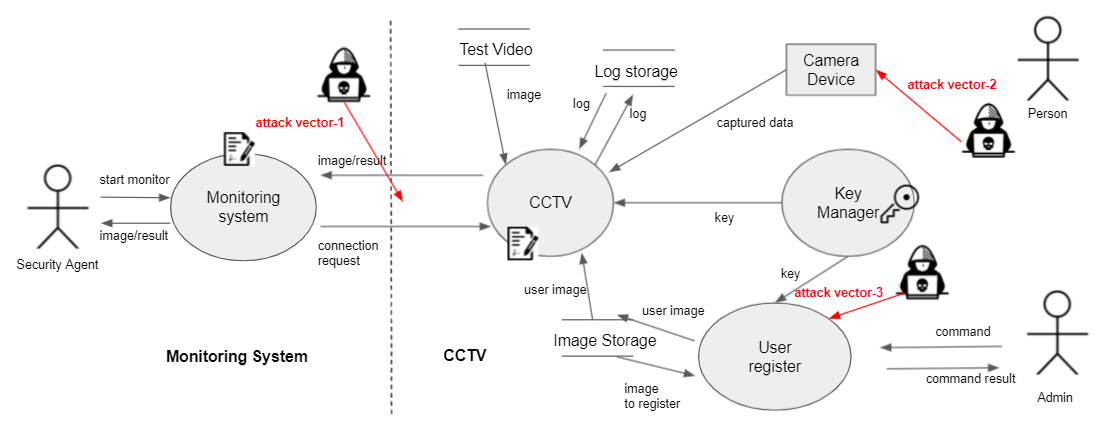 Test Video
Log storage
Camera
Device
attack vector-2
Person
image
log
log
captured data
attack vector-1
image/result
start monitor
Monitoring
system
CCTV
Key
Manager
key
image/result
Security Agent
connection
request
key
user image
attack vector-3
user image
Image Storage
User
register
command
command result
Admin
image
to register
Monitoring System
CCTV